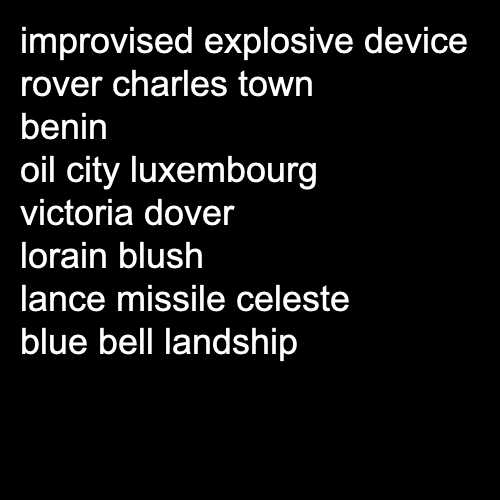 improvised explosive device
rover charles town
benin
oil city luxembourg
victoria dover
lorain blush
lance missile celeste
blue bell landship